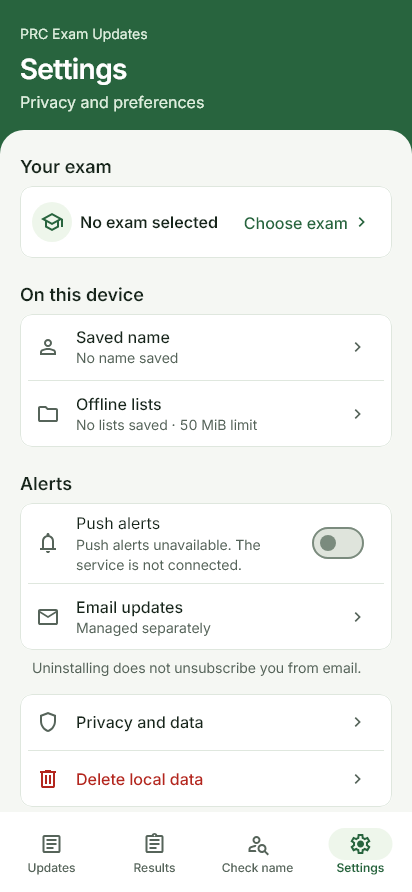 PRC Exam Updates
Settings
Privacy and preferences
Your exam
No exam selected
Choose exam
On this device
Saved name
No name saved
Offline lists
No lists saved · 50 MiB limit
Alerts
Push alerts
Push alerts unavailable. The
service is not connected.
Email updates
Managed separately
Uninstalling does not unsubscribe you from email.
Privacy and data
Delete local data
Updates
Results
Check name
Settings